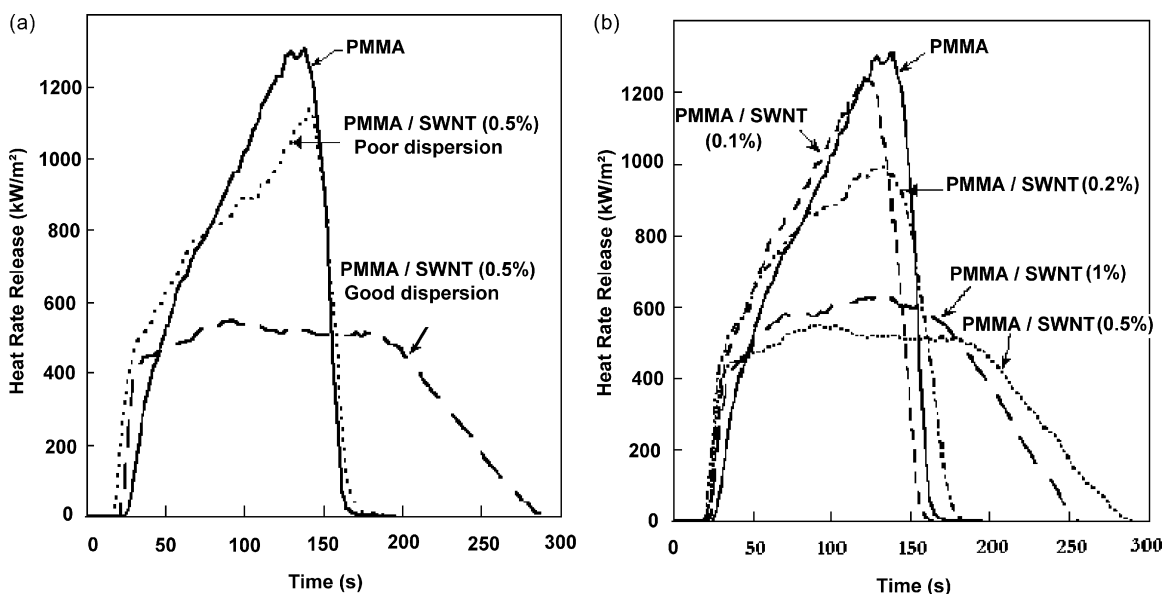 (a)
Heat Rate Release (kW/m²)
1200
1000
800
600
400
200
0
PMMA
PMMA / SWNT (0.5%)
Poor dispersion
PMMA / SWNT (0.5%)
Good dispersion
0 50 100 150 200 250 300
Time (s)
(b)
Heat Rate Release (kW/m²)
1200
1000
800
600
400
200
0
PMMA
PMMA / SWNT
(0.1%)
PMMA / SWNT (0.2%)
PMMA / SWNT (1%)
PMMA / SWNT (0.5%)
0 50 100 150 200 250 300
Time (s)